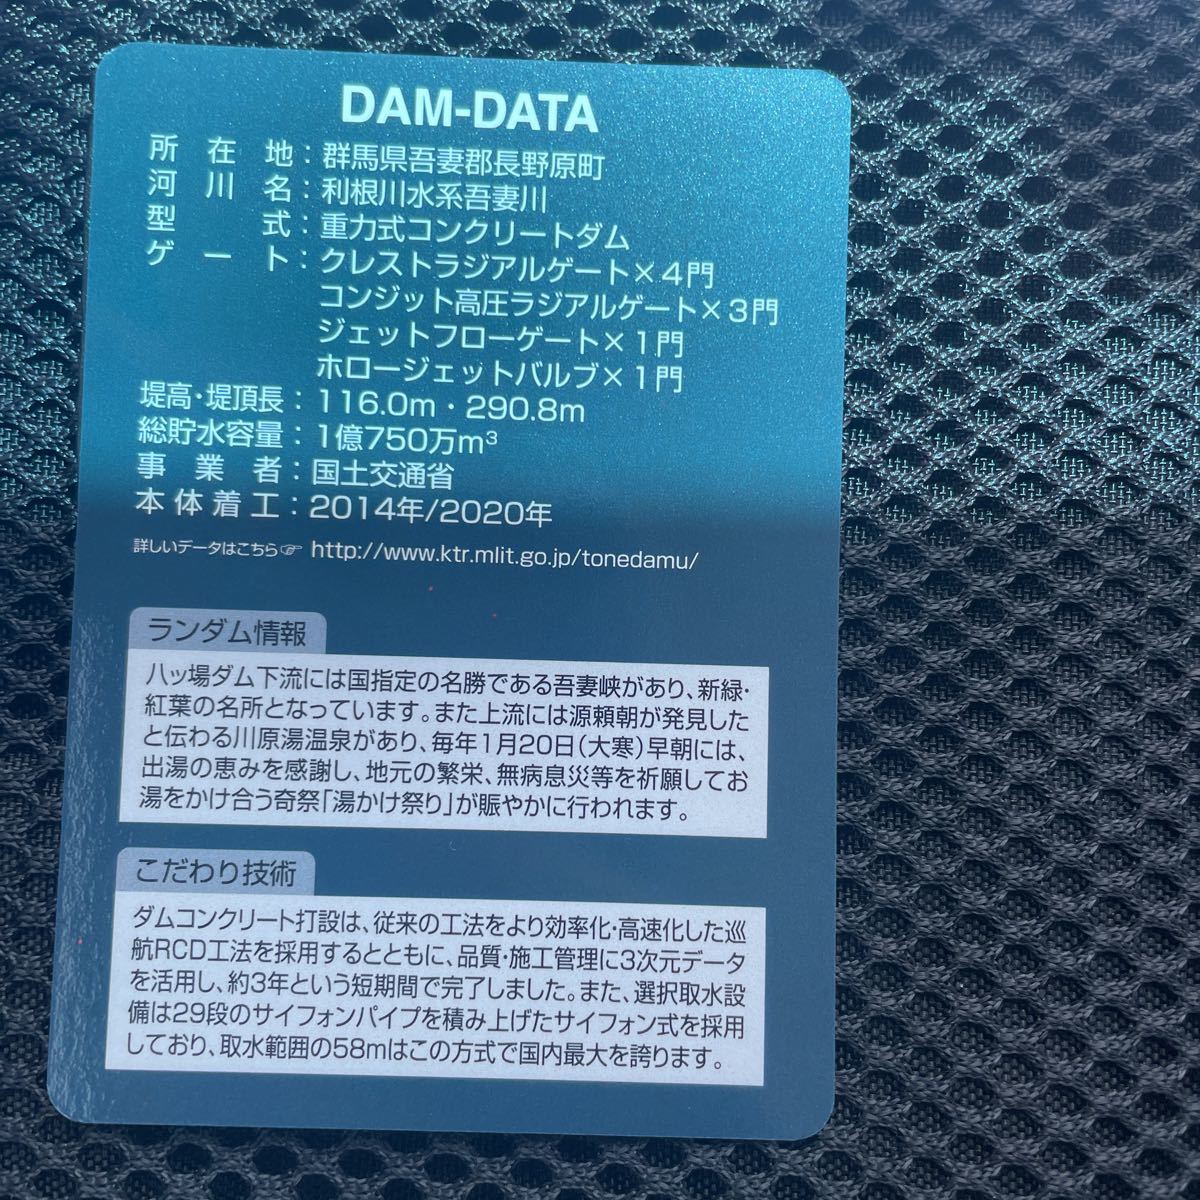 DAM-DATA
所在地：群馬県吾妻郡長野原町
河川名：利根川水系吾妻川
型式：重力式コンクリートダム
ゲート：クレストラジアルゲート×4門
コンジット高圧ラジアルゲート×3門
ジェットフローゲート×1門
ホロージェットバルブ×1門
堤高・堤頂長：116.0m・290.8m
総貯水容量：1億750万m³
事業者：国土交通省
本体着工：2014年/2020年
詳しいデータはこちら☞ http://www.ktr.mlit.go.jp/tonedamu/
ランダム情報
八ッ場ダム下流には国指定の名勝である吾妻峡があり、新緑・
紅葉の名所となっています。また上流には源頼朝が発見した
と伝わる川原湯温泉があり、毎年1月20日（大寒）早朝には、
出湯の恵みを感謝し、地元の繁栄、無病息災等を祈願してお
湯をかけ合う奇祭「湯かけ祭り」が賑やかに行われます。
こだわり技術
ダムコンクリート打設は、従来の工法をより効率化・高速化した巡
航RCD工法を採用するとともに、品質・施工管理に3次元データ
を活用し、約3年という短期間で完了しました。また、選択取水設
備は29段のサイフォンパイプを積み上げたサイフォン式を採用
しており、取水範囲の58mはこの方式で国内最大を誇ります。